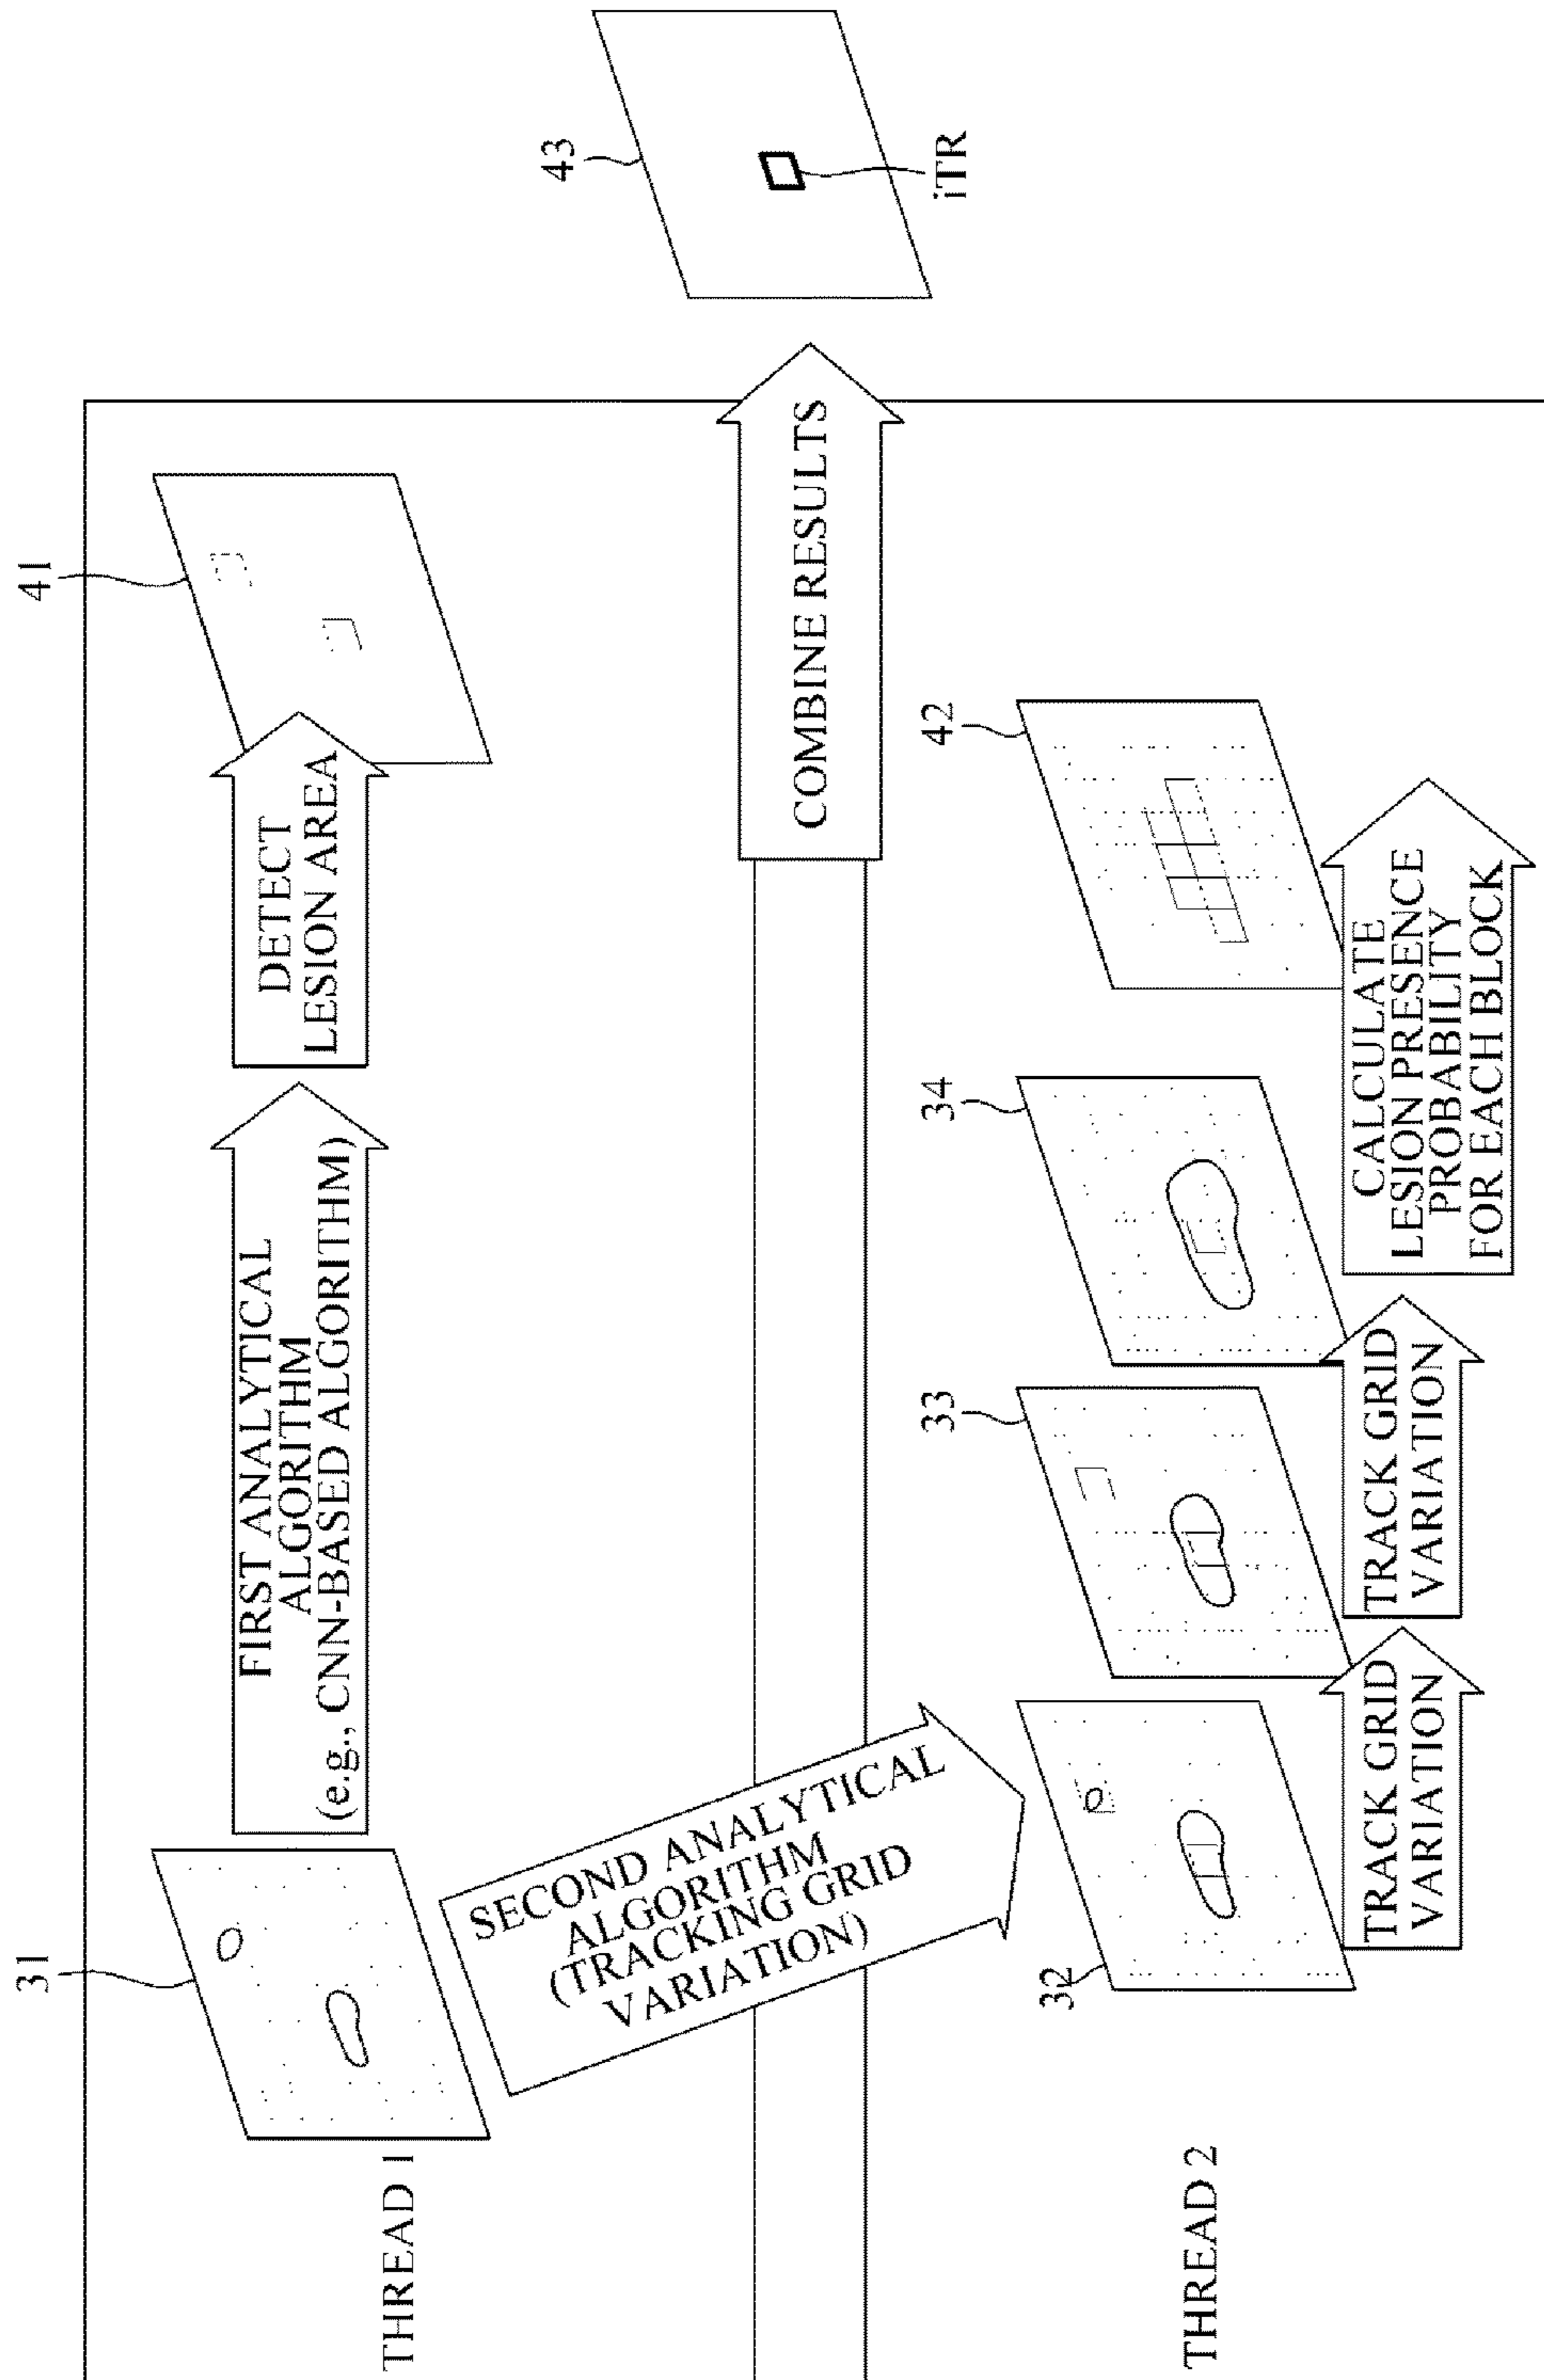 THREAD 1
31
FIRST ANALYTICAL
ALGORITHM
(e.g., CNN-BASED ALGORITHM)
DETECT
LESION AREA
41
SECOND ANALYTICAL
ALGORITHM
(TRACKING GRID
VARIATION)
COMBINE RESULTS
43
iTR
THREAD 2
32
TRACK GRID
VARIATION
33
TRACK GRID
VARIATION
34
CALCULATE
LESION PRESENCE
PROBABILITY
FOR EACH BLOCK
42